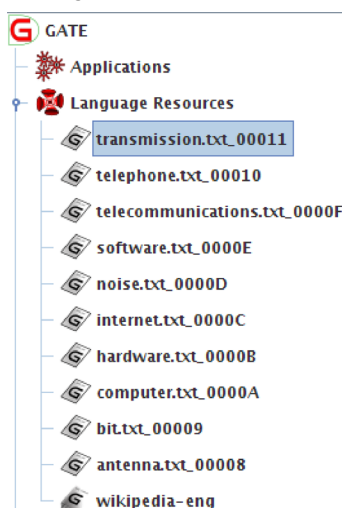 GATE
Applications
Language Resources
transmission.txt_00011
telephone.txt_00010
telecommunications.txt_0000F
software.txt_0000E
noise.txt_0000D
internet.txt_0000C
hardware.txt_0000B
computer.txt_0000A
bit.txt_00009
antenna.txt_00008
wikipedia-eng